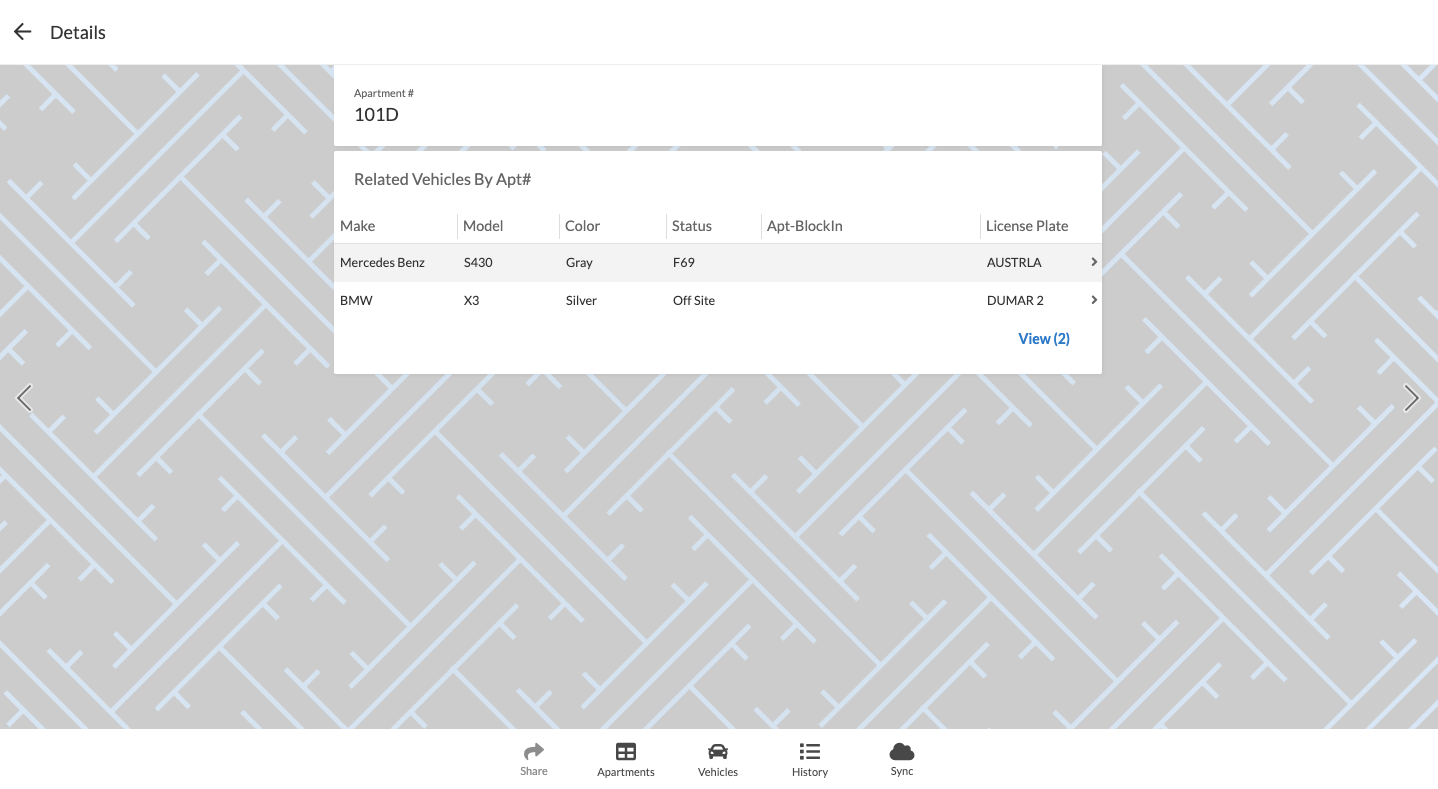 Details
Apartment #
101D
Related Vehicles By Apt#
Make Model Color Status Apt-BlockIn License Plate
Mercedes Benz S430 Gray F69 AUSTRLA
BMW X3 Silver Off Site DUMAR 2
View (2)
Share Apartments Vehicles History Sync